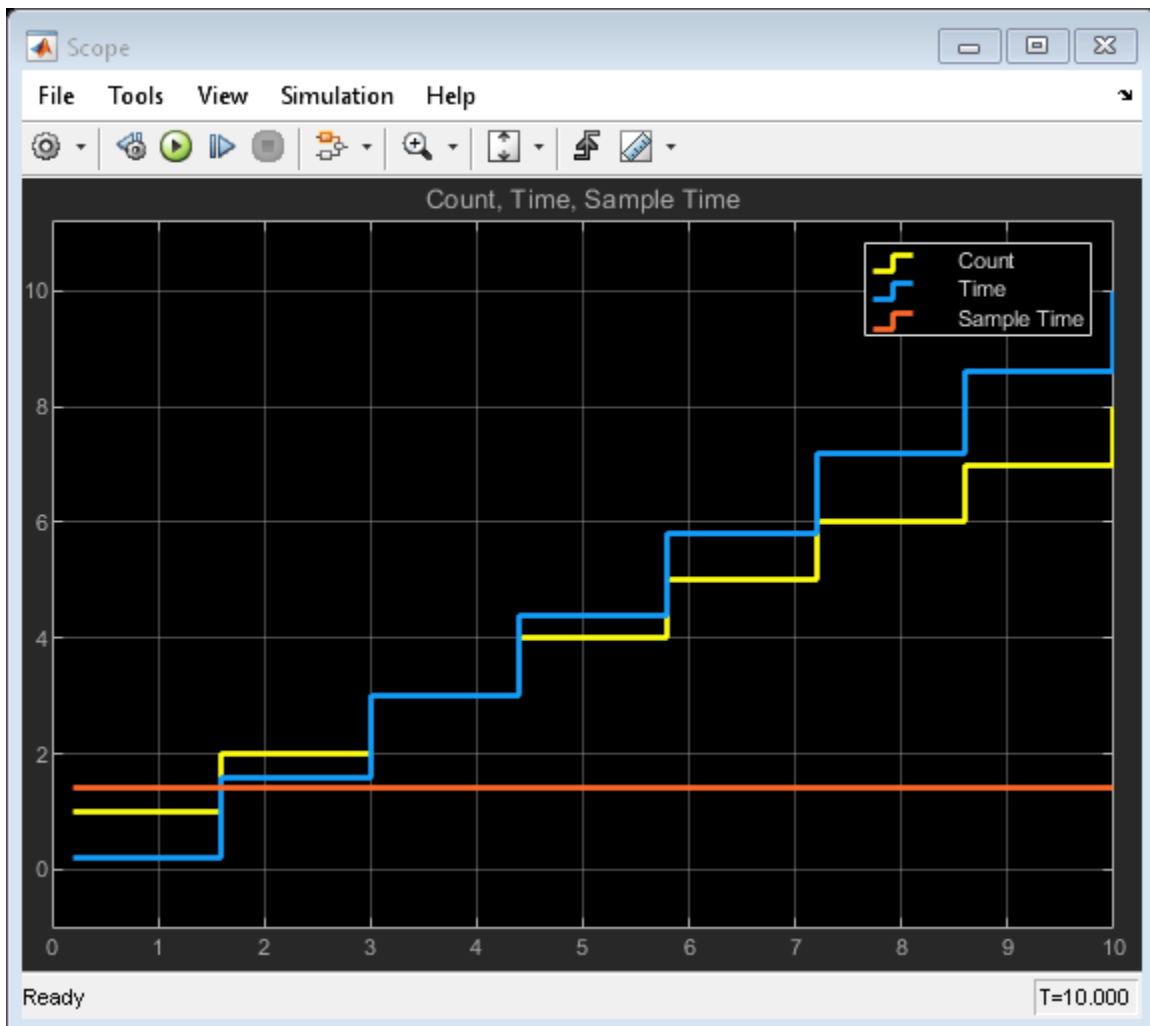 Scope
File Tools View Simulation Help
Count, Time, Sample Time
Count
Time
Sample Time
10
8
6
4
2
0
0 1 2 3 4 5 6 7 8 9 10
Ready T=10.000